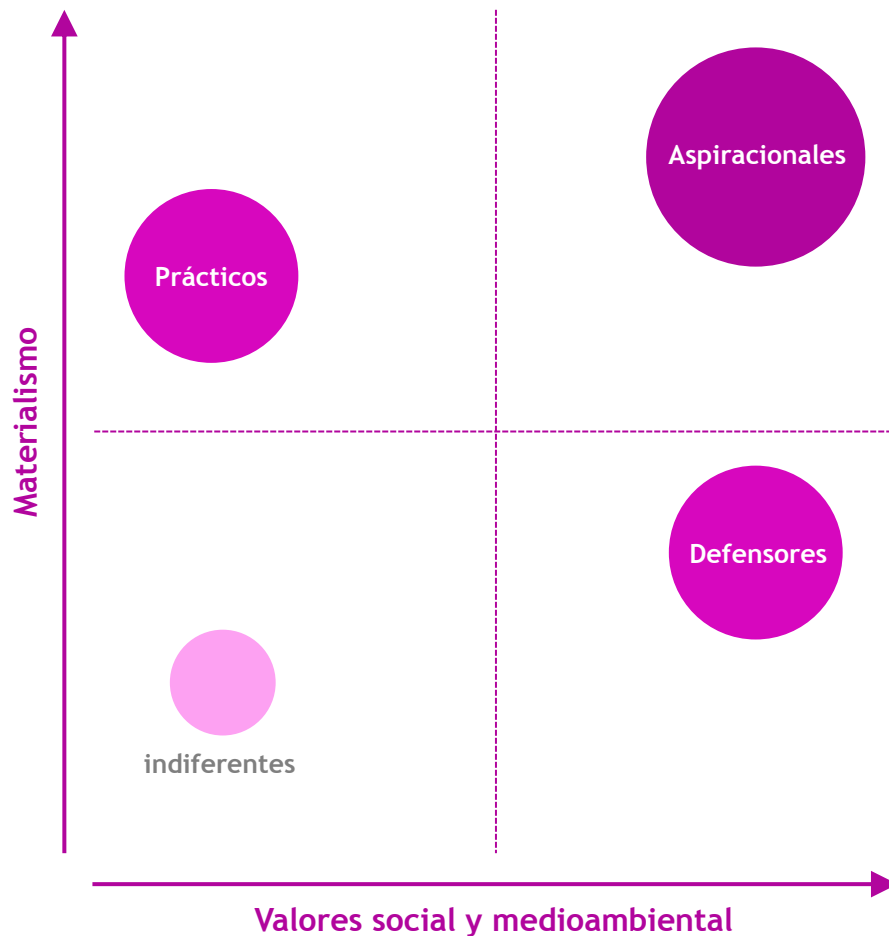 Aspiracionales
Prácticos
Materialismo
Defensores
indiferentes
Valores social y medioambiental